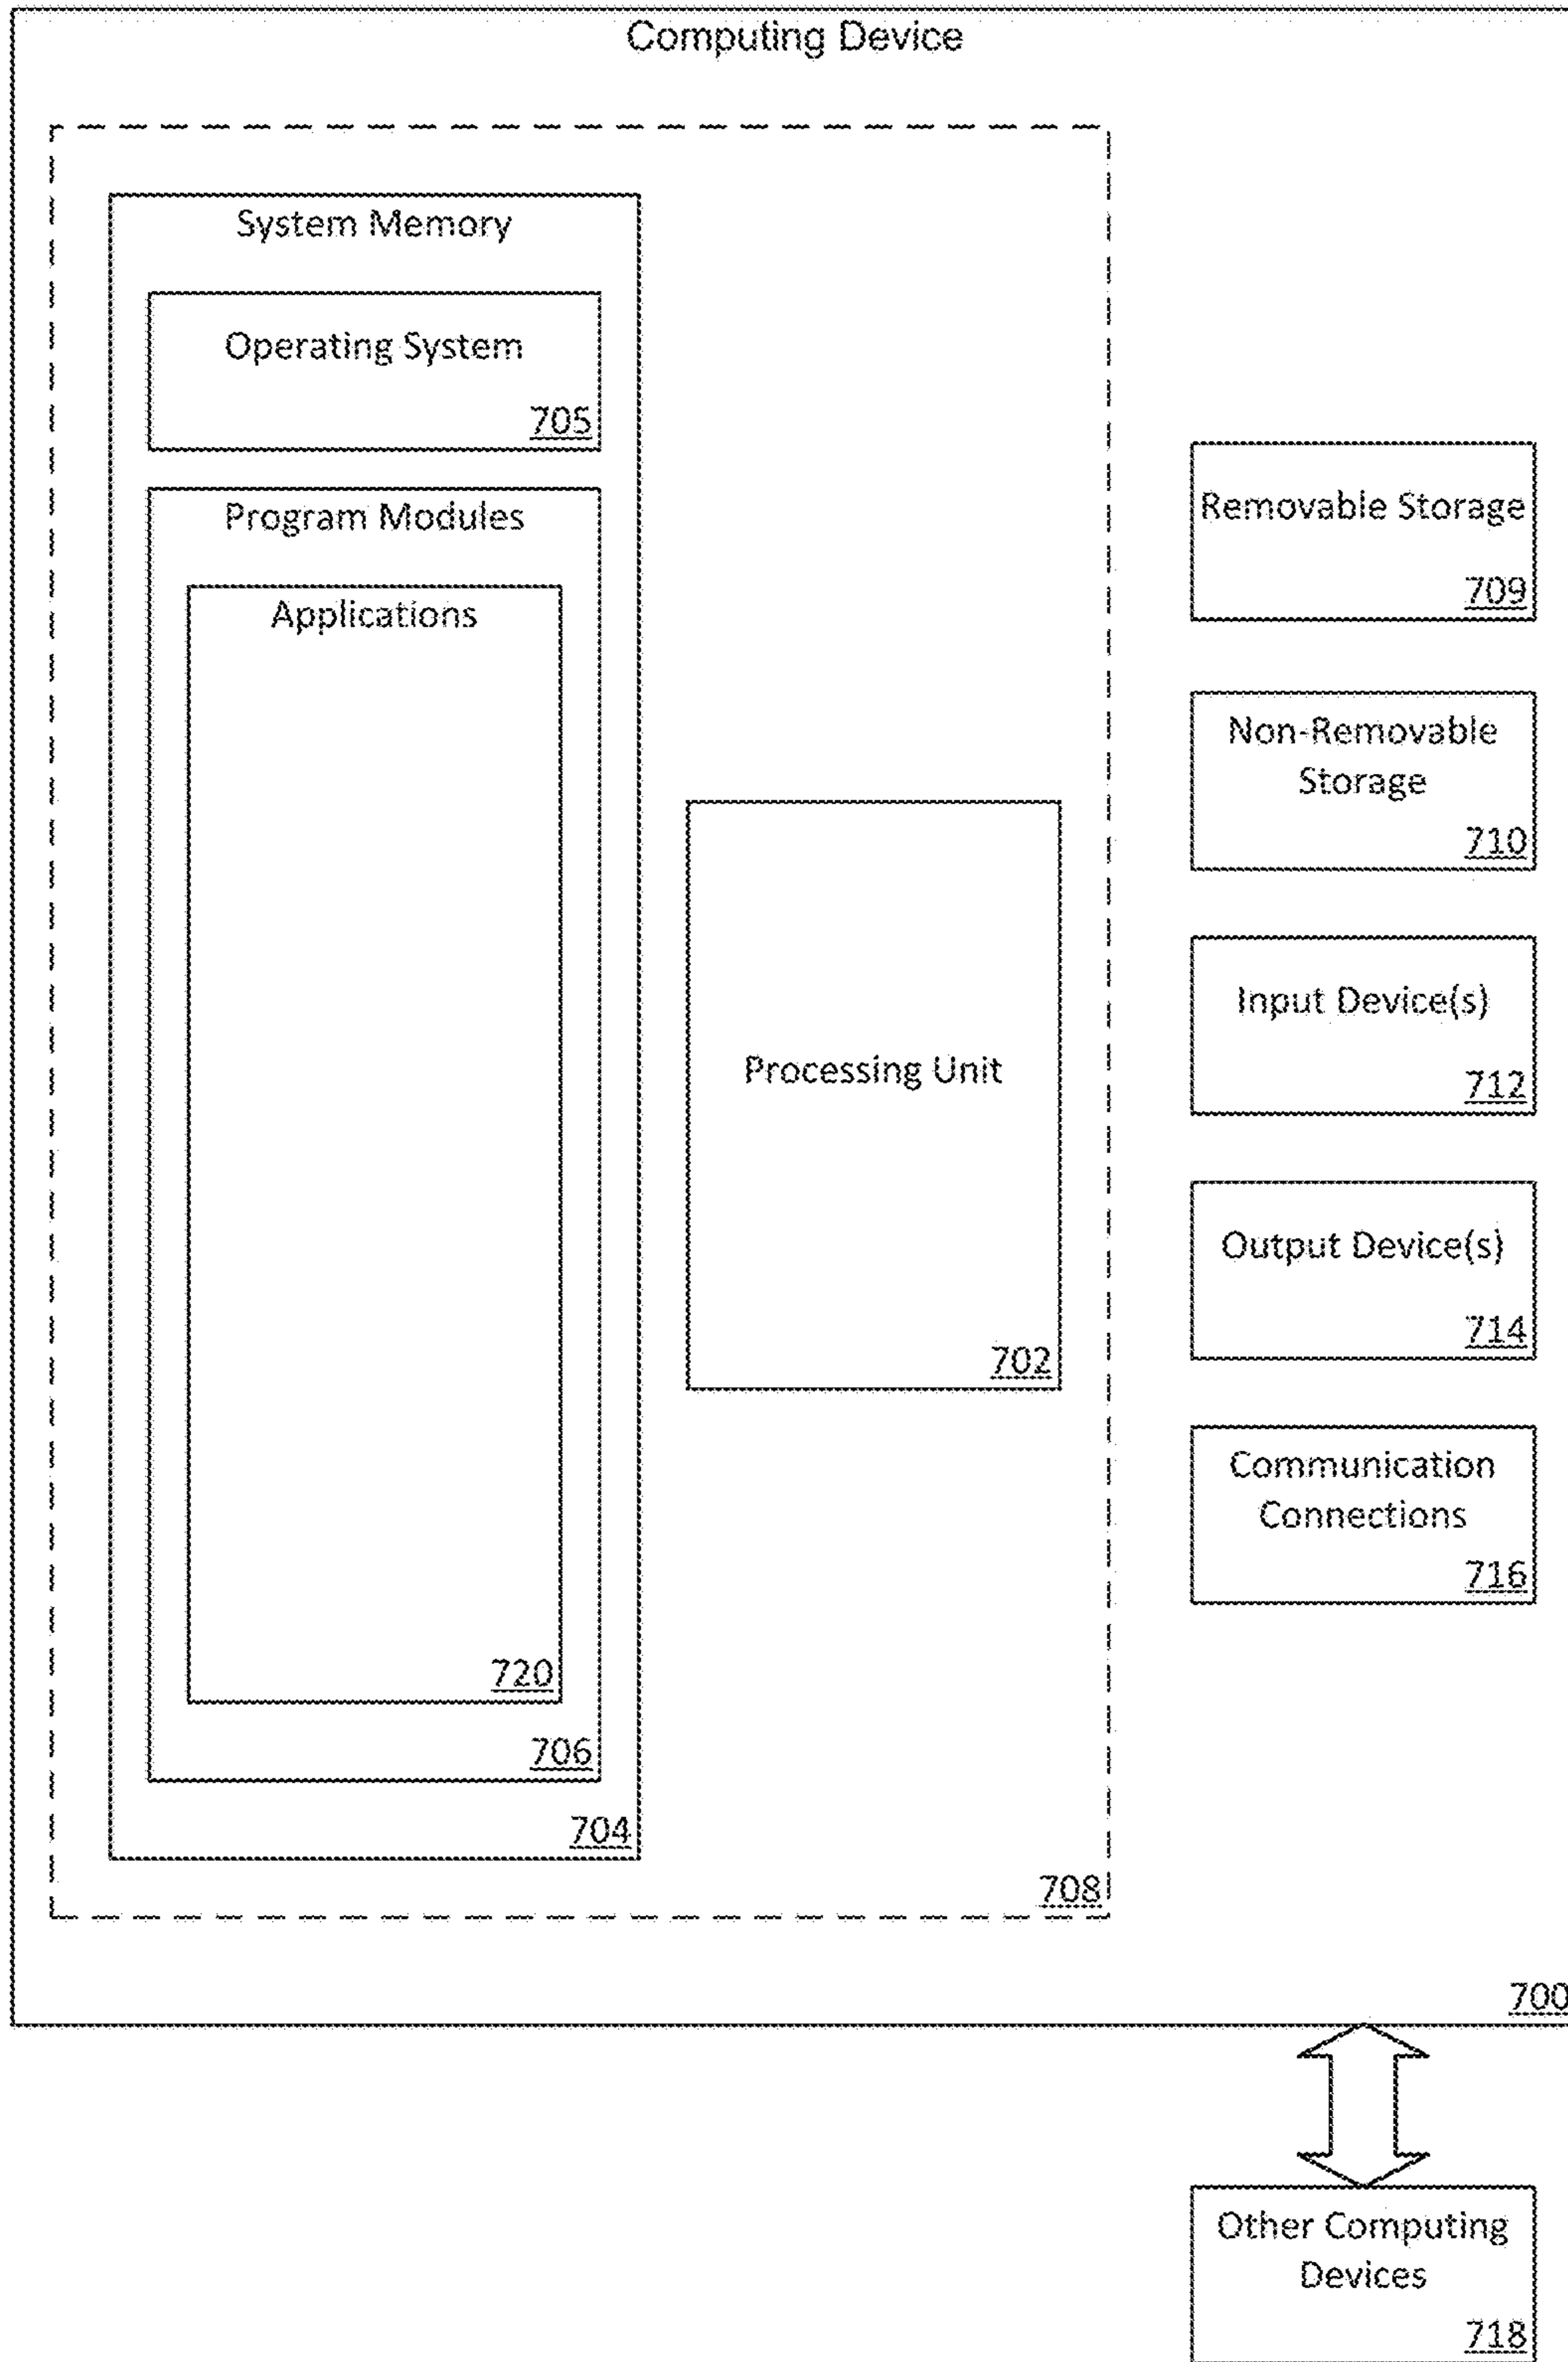 Computing Device
System Memory
Operating System
705
Program Modules
Applications
720
706
704
Processing Unit
702
708
Removable Storage
709
Non-Removable
Storage
710
Input Device(s)
712
Output Device(s)
714
Communication
Connections
716
700
Other Computing
Devices
718